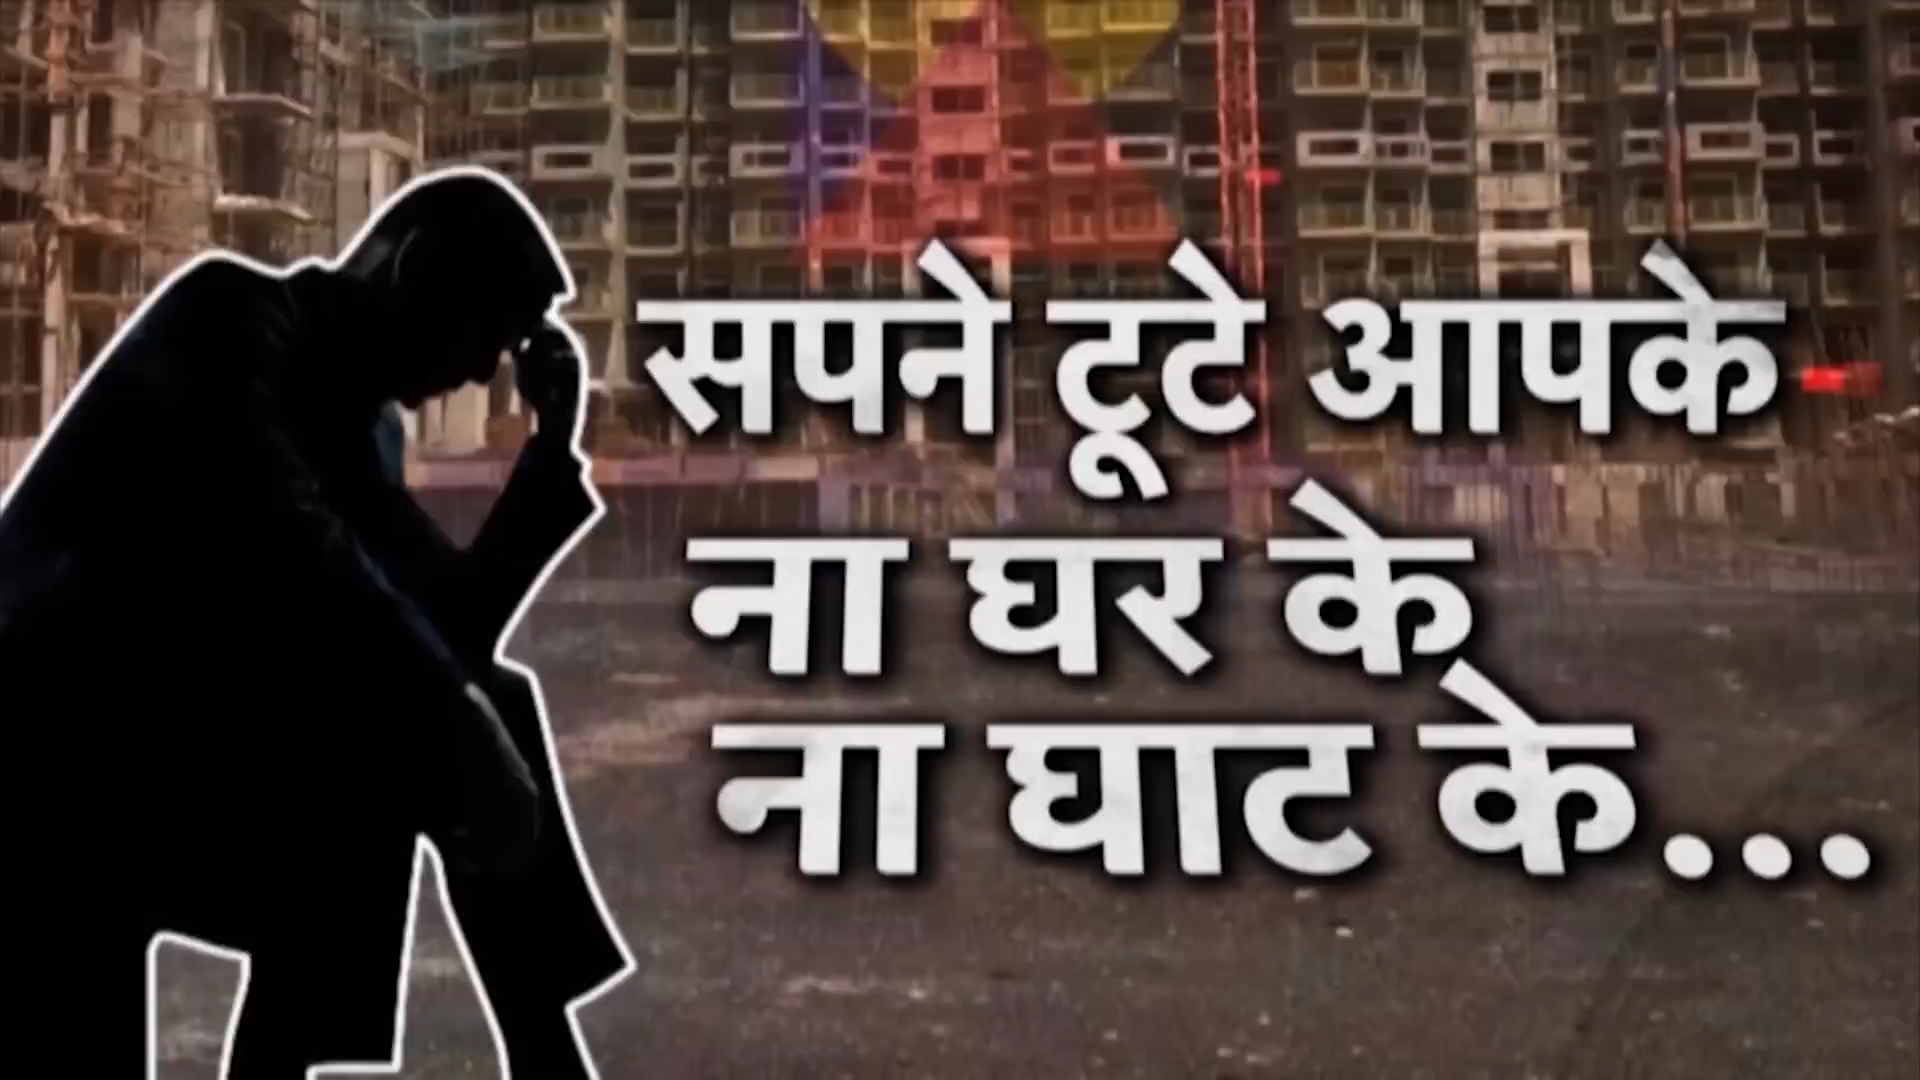 सपने टूटे आपके
ना घर के
ना घाट के...